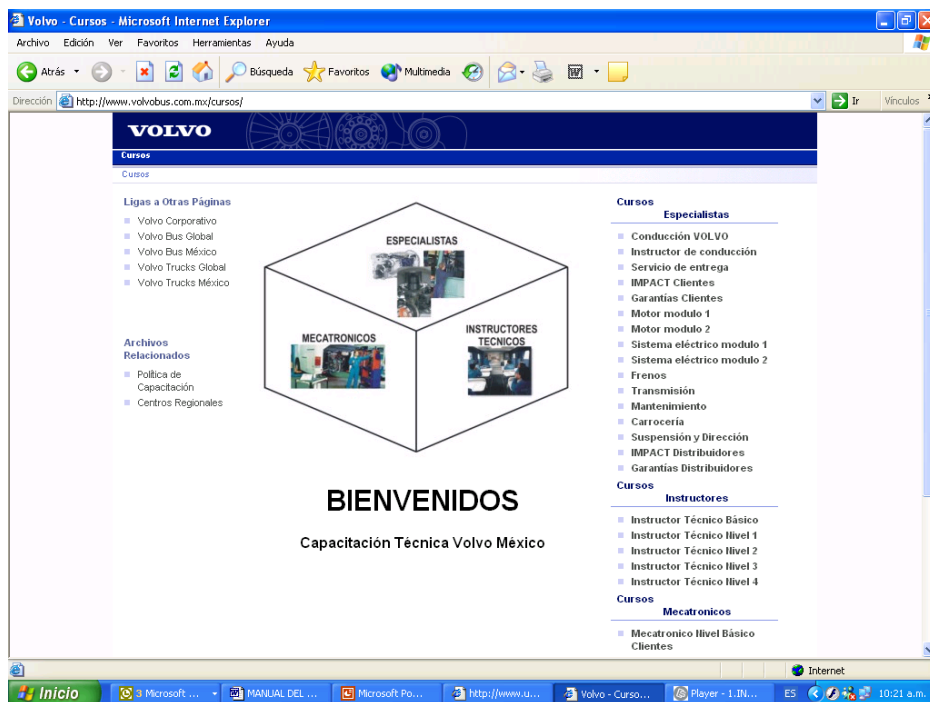 Volvo - Cursos - Microsoft Internet Explorer
Archivo Edición Ver Favoritos Herramientas Ayuda
Atrás Búsqueda Favoritos Multimedia
Dirección http://www.volvobus.com.mx/cursos/ Ir Vínculos
VOLVO
Cursos
Cursos
Ligas a Otras Páginas
Volvo Corporativo
Volvo Bus Global
Volvo Bus México
Volvo Trucks Global
Volvo Trucks México
Archivos
Relacionados
Política de
Capacitación
Centros Regionales
ESPECIALISTAS
MECATRONICOS
INSTRUCTORES
TECNICOS
BIENVENIDOS
Capacitación Técnica Volvo México
Cursos
Especialistas
Conducción VOLVO
Instructor de conducción
Servicio de entrega
IMPACT Clientes
Garantías Clientes
Motor modulo 1
Motor modulo 2
Sistema eléctrico modulo 1
Sistema eléctrico modulo 2
Frenos
Transmisión
Mantenimiento
Carrocería
Suspensión y Dirección
IMPACT Distribuidores
Garantías Distribuidores
Cursos
Instructores
Instructor Técnico Básico
Instructor Técnico Nivel 1
Instructor Técnico Nivel 2
Instructor Técnico Nivel 3
Instructor Técnico Nivel 4
Cursos
Mecatronicos
Mecatronico Nivel Básico
Clientes
Internet
Inicio 3 Microsoft ... MANUAL DEL ... Microsoft Po... http://www.u... Volvo - Curso... Player - 1.IN... ES 10:21 a.m.